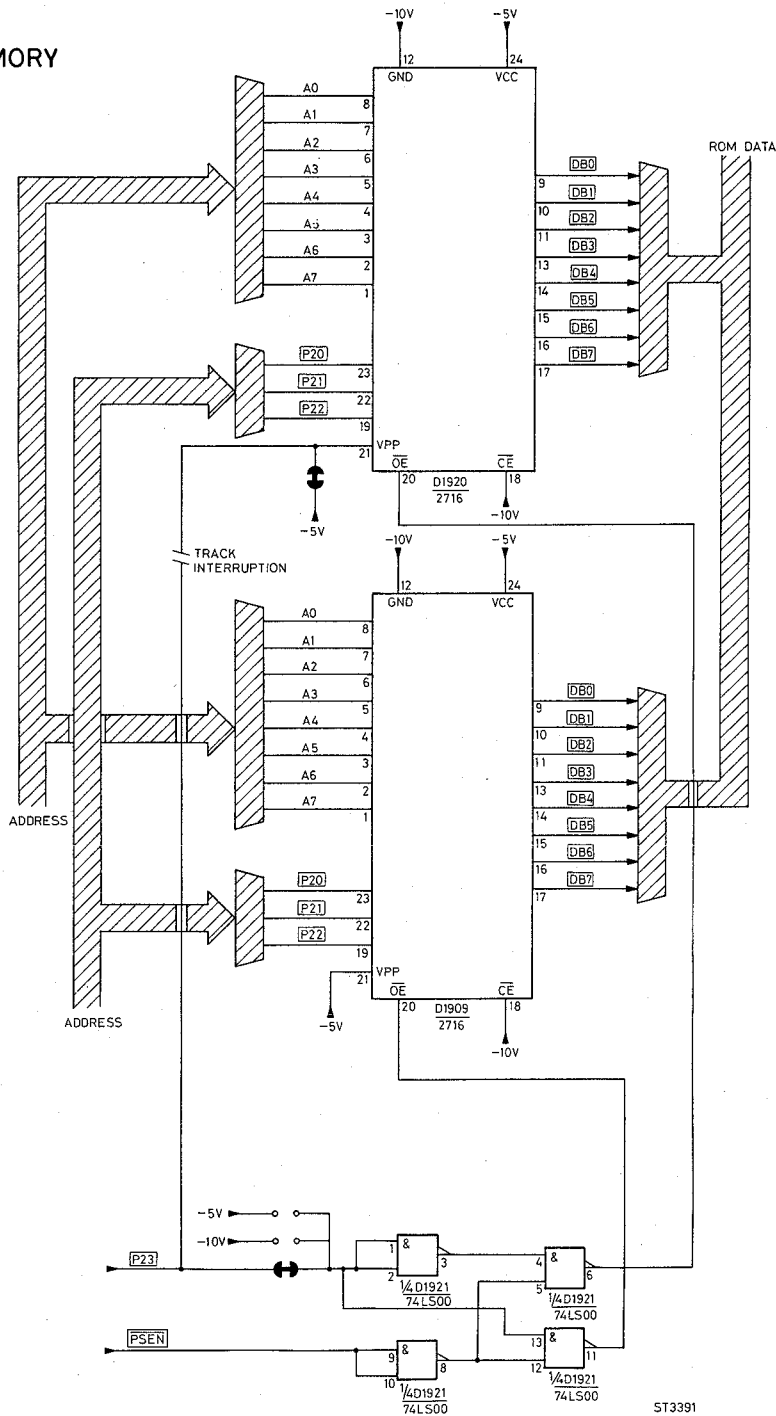 MORY
-10V
-5V
12
24
GND
VCC
A0
8
A1
7
A2
6
A3
5
A4
4
A5
3
A6
2
A7
1
P20
23
P21
22
P22
19
VPP
21
OE
20
CE
18
D1920
2716
-10V
-5V
DB0
9
DB1
10
DB2
11
DB3
13
DB4
14
DB5
15
DB6
16
DB7
17
ROM DATA
TRACK
INTERRUPTION
-10V
-5V
12
24
GND
VCC
A0
8
A1
7
A2
6
A3
5
A4
4
A5
3
A6
2
A7
1
P20
23
P21
22
P22
19
VPP
21
OE
20
CE
18
D1909
2716
-5V
-10V
DB0
9
DB1
10
DB2
11
DB3
13
DB4
14
DB5
15
DB6
16
DB7
17
ADDRESS
ADDRESS
-5V
-10V
P23
1
2
&
3
1/4 D1921
74LS00
4
5
&
6
1/4 D1921
74LS00
PSEN
9
10
&
8
1/4 D1921
74LS00
13
12
&
11
1/4 D1921
74LS00
ST3391